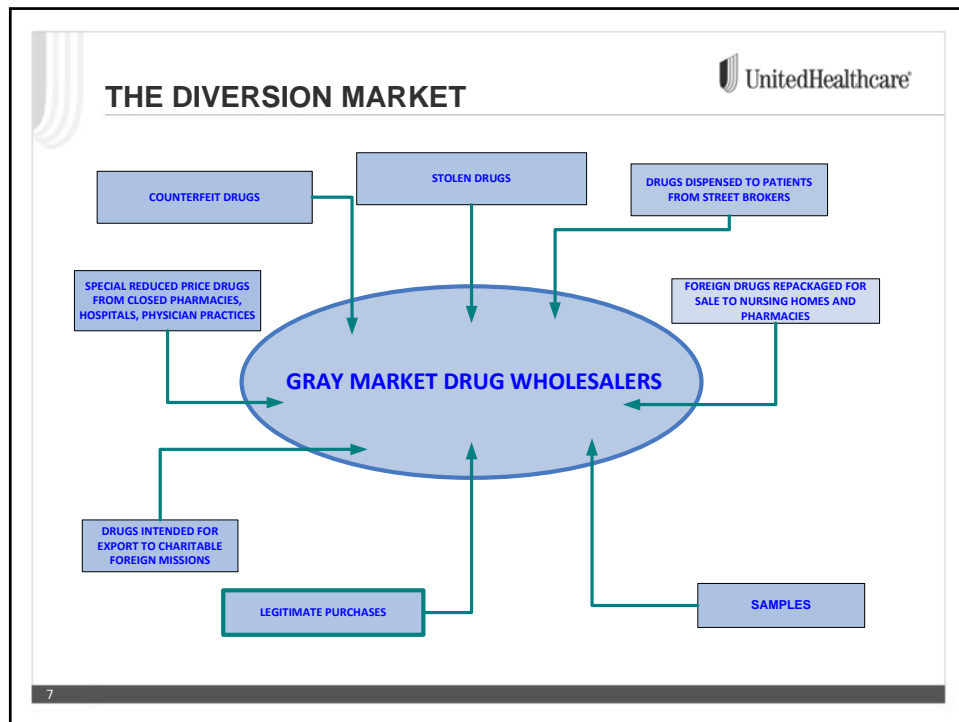 THE DIVERSION MARKET
UnitedHealthcare®
COUNTERFEIT DRUGS
STOLEN DRUGS
DRUGS DISPENSED TO PATIENTS
FROM STREET BROKERS
SPECIAL REDUCED PRICE DRUGS
FROM CLOSED PHARMACIES,
HOSPITALS, PHYSICIAN PRACTICES
FOREIGN DRUGS REPACKAGED FOR
SALE TO NURSING HOMES AND
PHARMACIES
GRAY MARKET DRUG WHOLESALERS
DRUGS INTENDED FOR
EXPORT TO CHARITABLE
FOREIGN MISSIONS
LEGITIMATE PURCHASES
SAMPLES
7